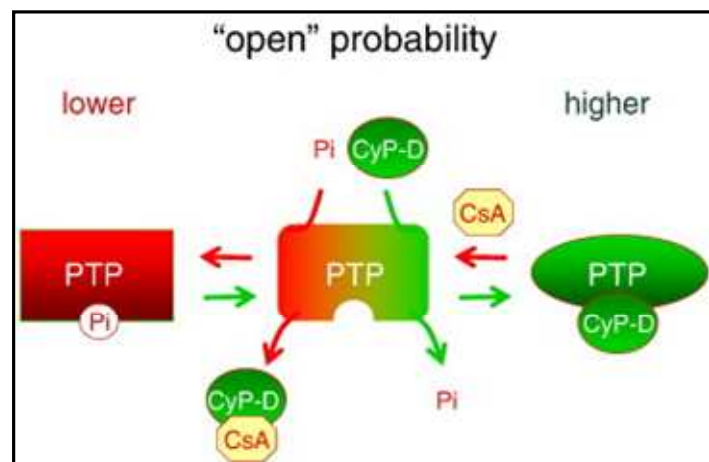 “open” probability
lower
higher
Pi CyP-D
CsA
PTP
PTP
PTP
Pi
CyP-D
CyP-D
CsA
Pi